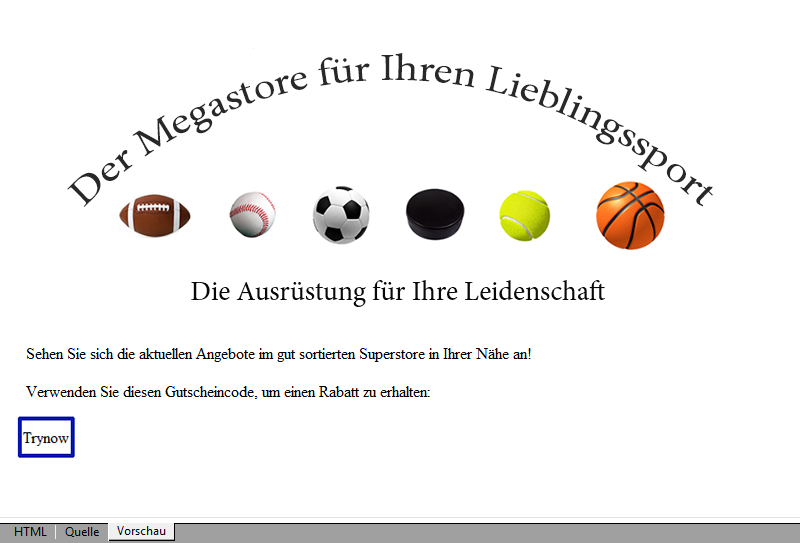 Der Megastore für Ihren Lieblingssport
Die Ausrüstung für Ihre Leidenschaft
Sehen Sie sich die aktuellen Angebote im gut sortierten Superstore in Ihrer Nähe an!
Verwenden Sie diesen Gutscheincode, um einen Rabatt zu erhalten:
Trynow
HTML Quelle Vorschau